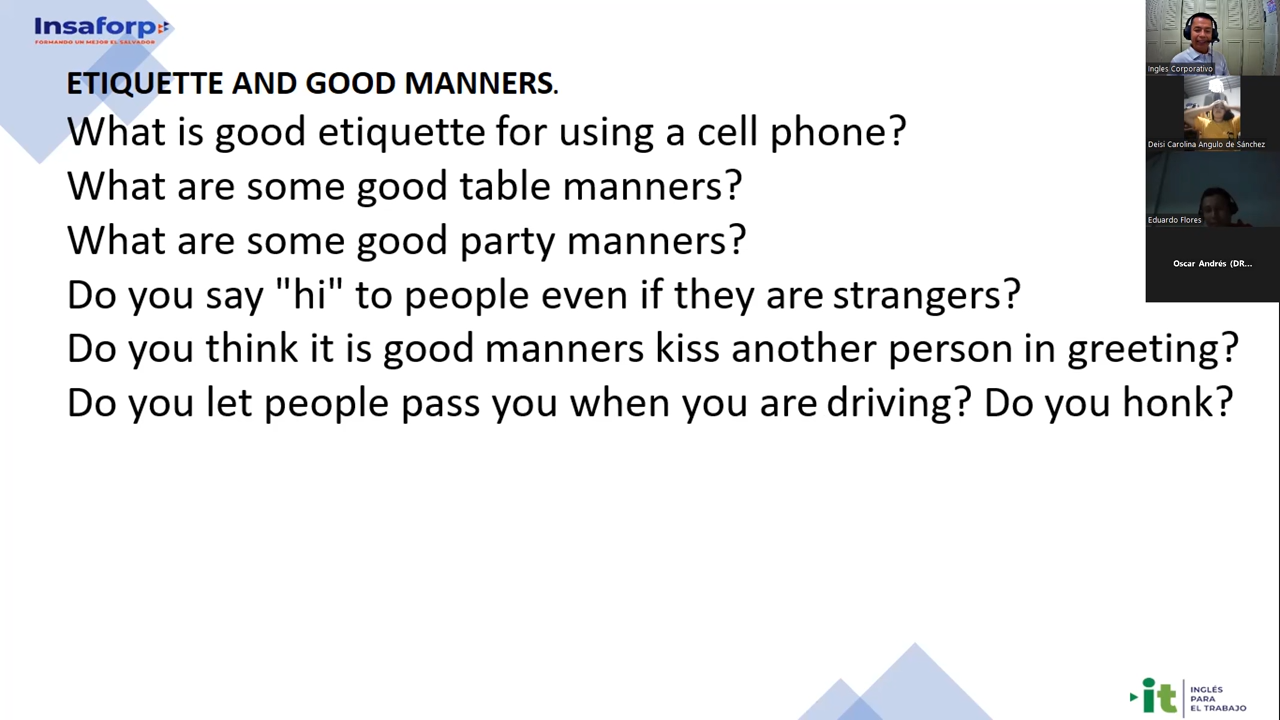 Insaforp
FORMANDO UN MEJOR EL SALVADOR
ETIQUETTE AND GOOD MANNERS.
What is good etiquette for using a cell phone?
What are some good table manners?
What are some good party manners?
Do you say "hi" to people even if they are strangers?
Do you think it is good manners kiss another person in greeting?
Do you let people pass you when you are driving? Do you honk?
Ingles Corporativo
Deisi Carolina Angulo de Sánchez
Eduardo Flores
Oscar Andrés (DR...
it
INGLÉS
PARA
EL TRABAJO